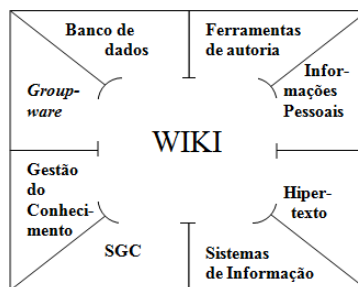 Banco de
dados
Ferramentas
de autoria
Group-
ware
Infor-
mações
Pessoais
WIKI
Gestão
do
Conheci-
mento
Hiper-
texto
SGC
Sistemas
de Informação